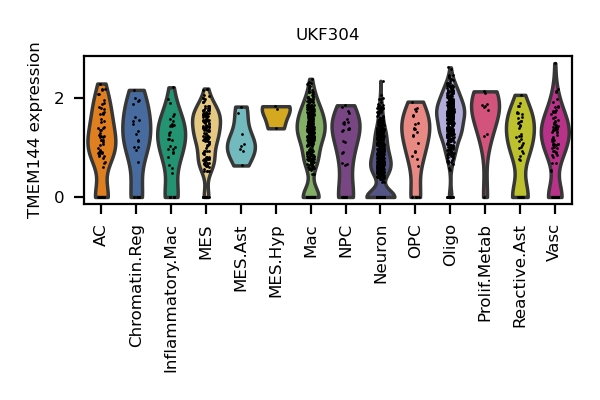 UKF304
TMEM144 expression
2
0
AC
Chromatin.Reg
Inflammatory.Mac
MES
MES.Ast
MES.Hyp
Mac
NPC
Neuron
OPC
Oligo
Prolif.Metab
Reactive.Ast
Vasc